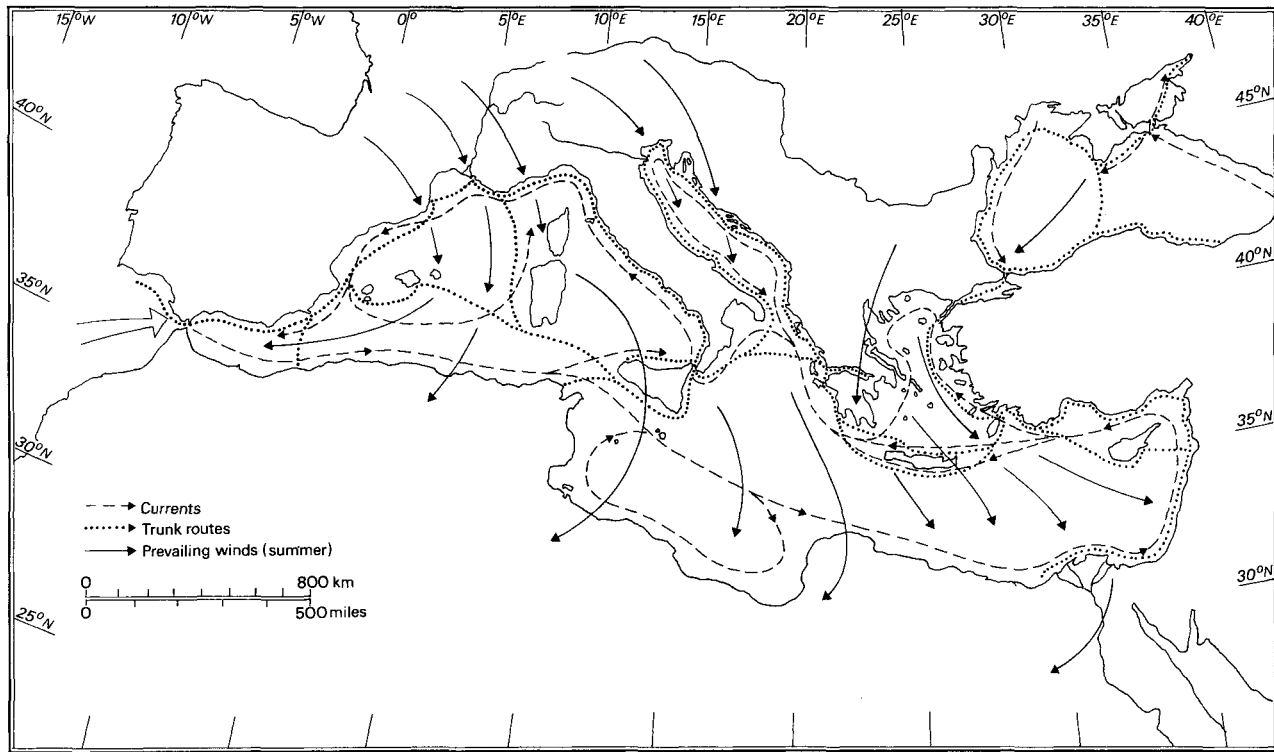 15°W 10°W 5°W 0° 5°E 10°E 15°E 20°E 25°E 30°E 35°E 40°E
40°N 45°N
35°N 40°N
30°N 35°N
25°N 30°N
Currents
Trunk routes
Prevailing winds (summer)
0 800 km
0 500 miles